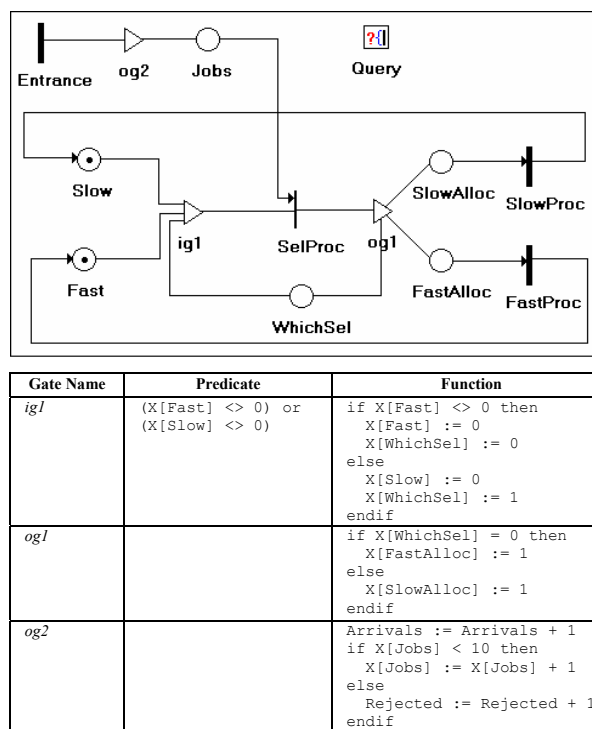 ?{
Entrance
og2
Jobs
Query
Slow
ig1
SelProc
og1
SlowAlloc
SlowProc
Fast
WhichSel
FastAlloc
FastProc
Gate Name Predicate Function
ig1 (X[Fast] <> 0) or if X[Fast] <> 0 then
(X[Slow] <> 0) X[Fast] := 0
X[WhichSel] := 0
else
X[Slow] := 0
X[WhichSel] := 1
endif
og1 if X[WhichSel] = 0 then
X[FastAlloc] := 1
else
X[SlowAlloc] := 1
endif
og2 Arrivals := Arrivals + 1
if X[Jobs] < 10 then
X[Jobs] := X[Jobs] + 1
else
Rejected := Rejected + 1
endif